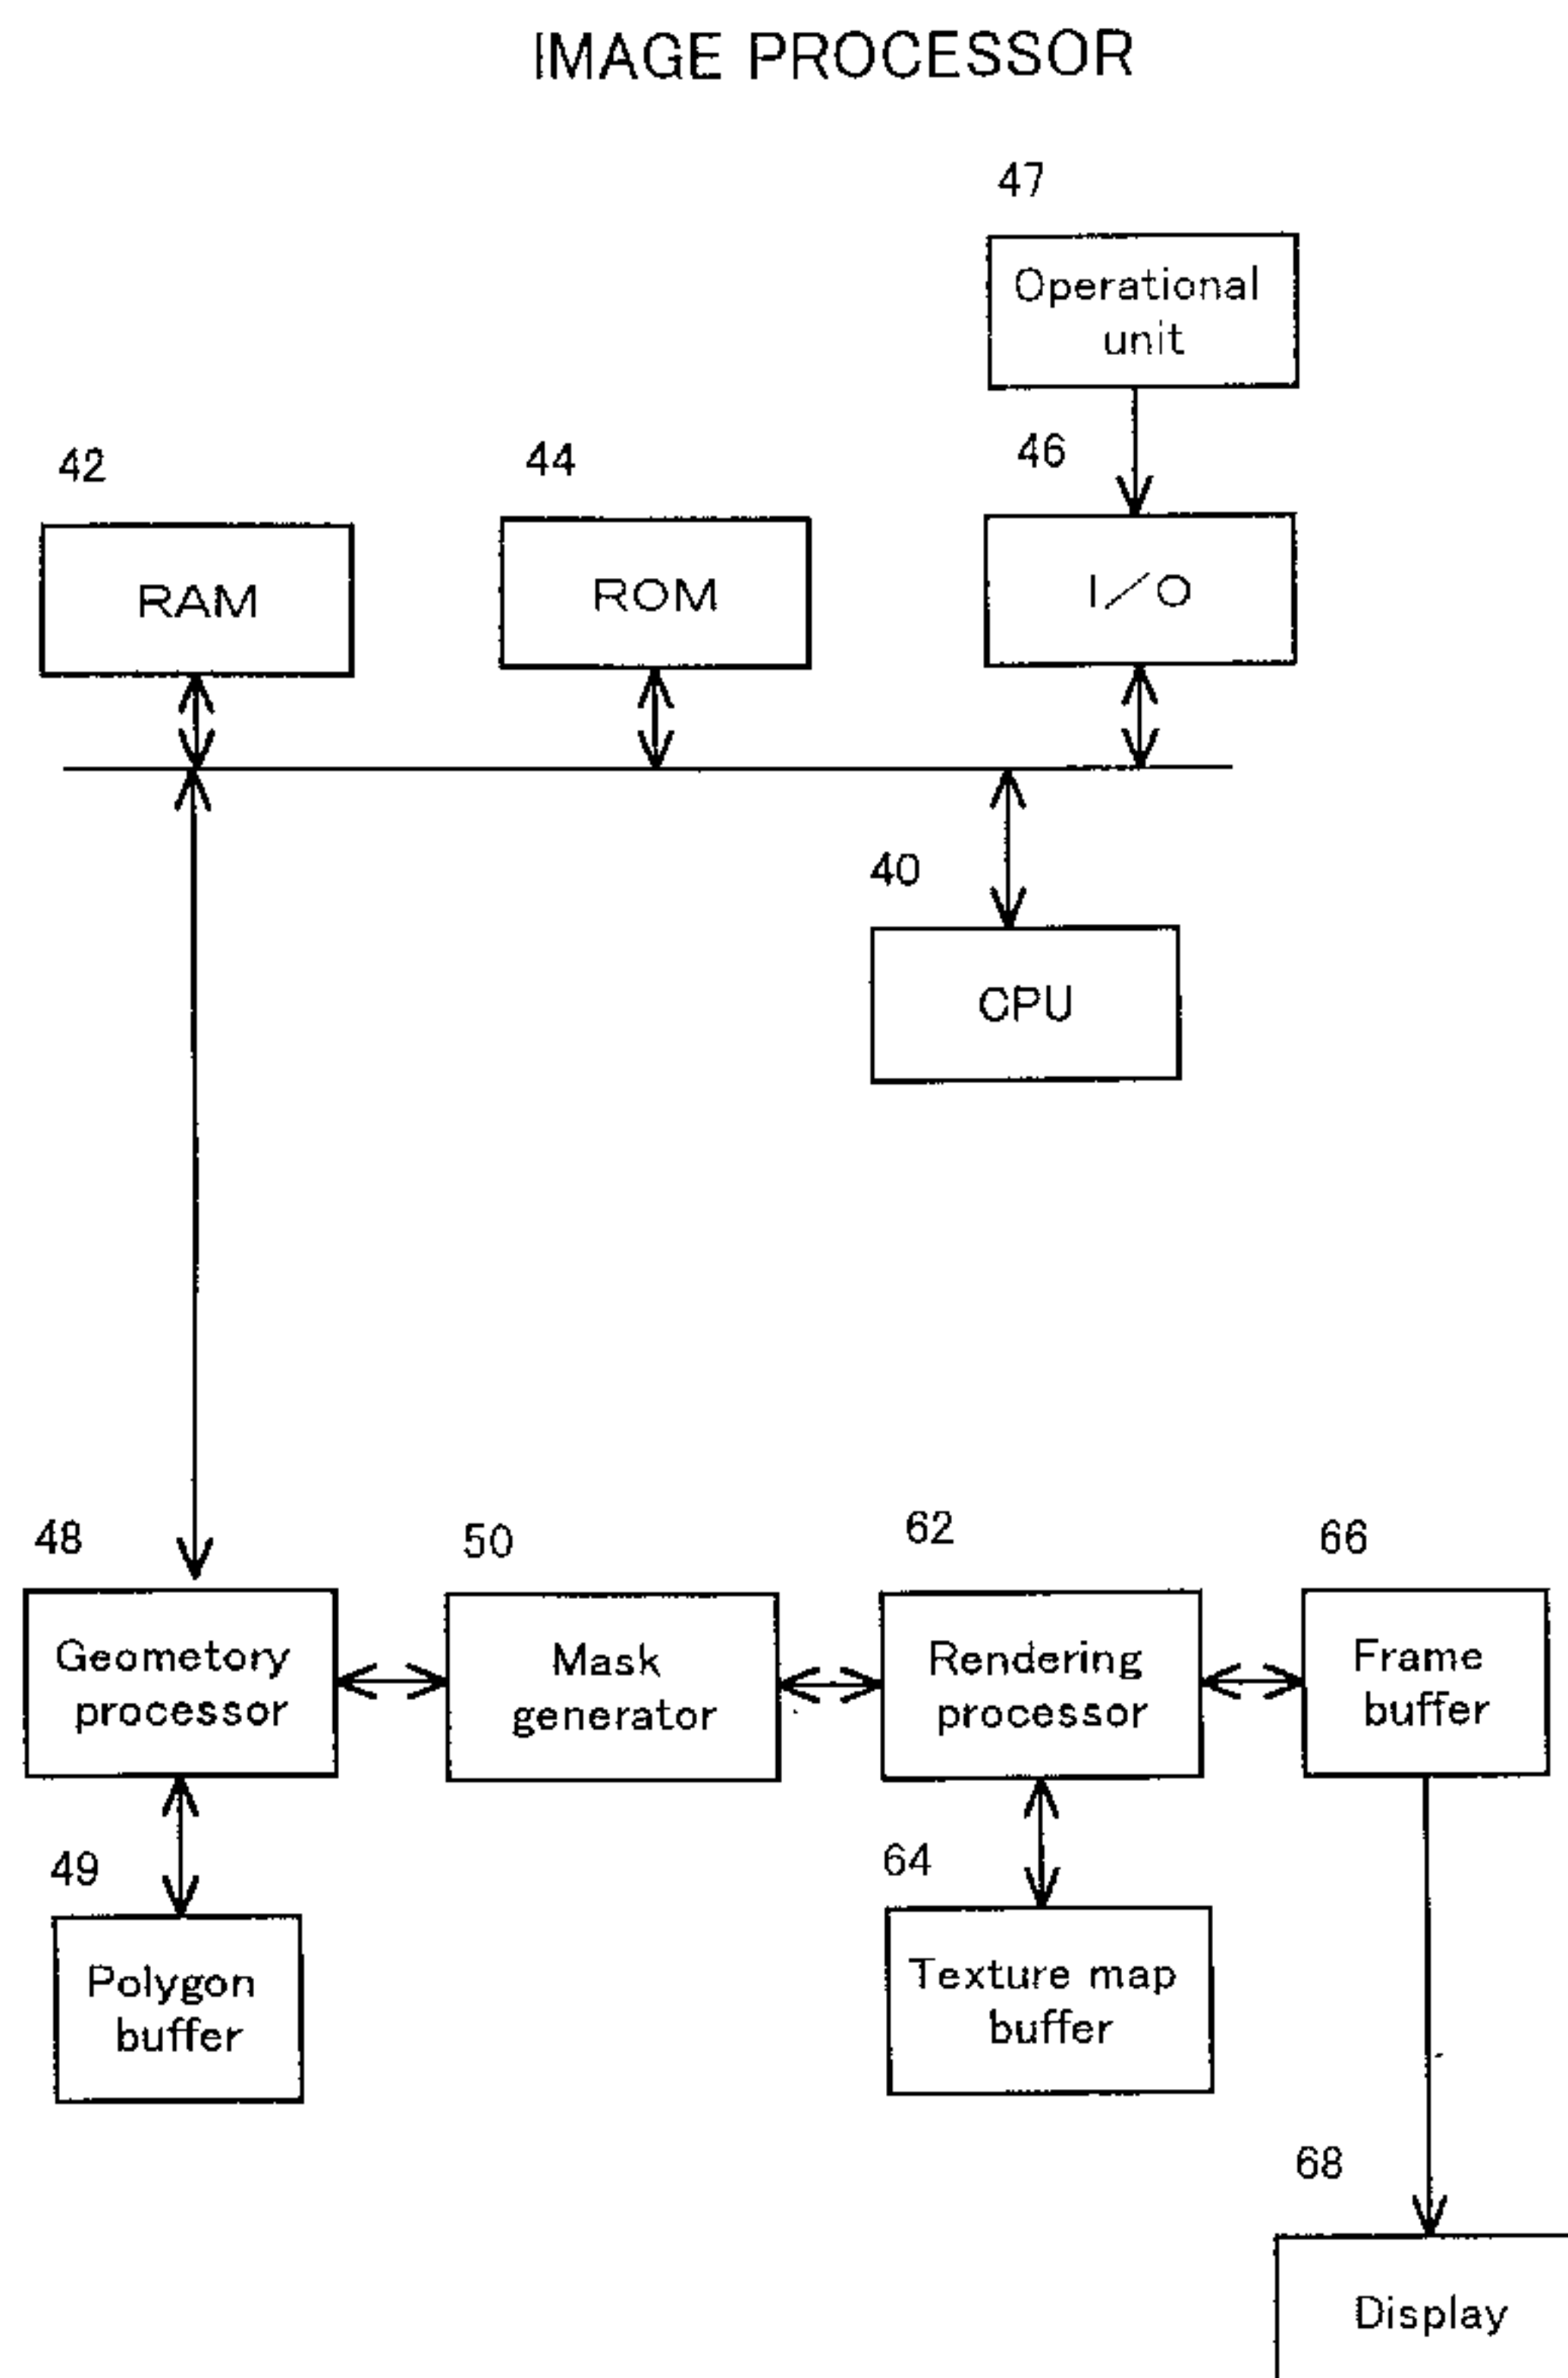 IMAGE PROCESSOR
47
Operational
unit
42
44
46
RAM
ROM
I/O
40
CPU
48
50
62
66
Geometory
processor
Mask
generator
Rendering
processor
Frame
buffer
49
64
Polygon
buffer
Texture map
buffer
68
Display